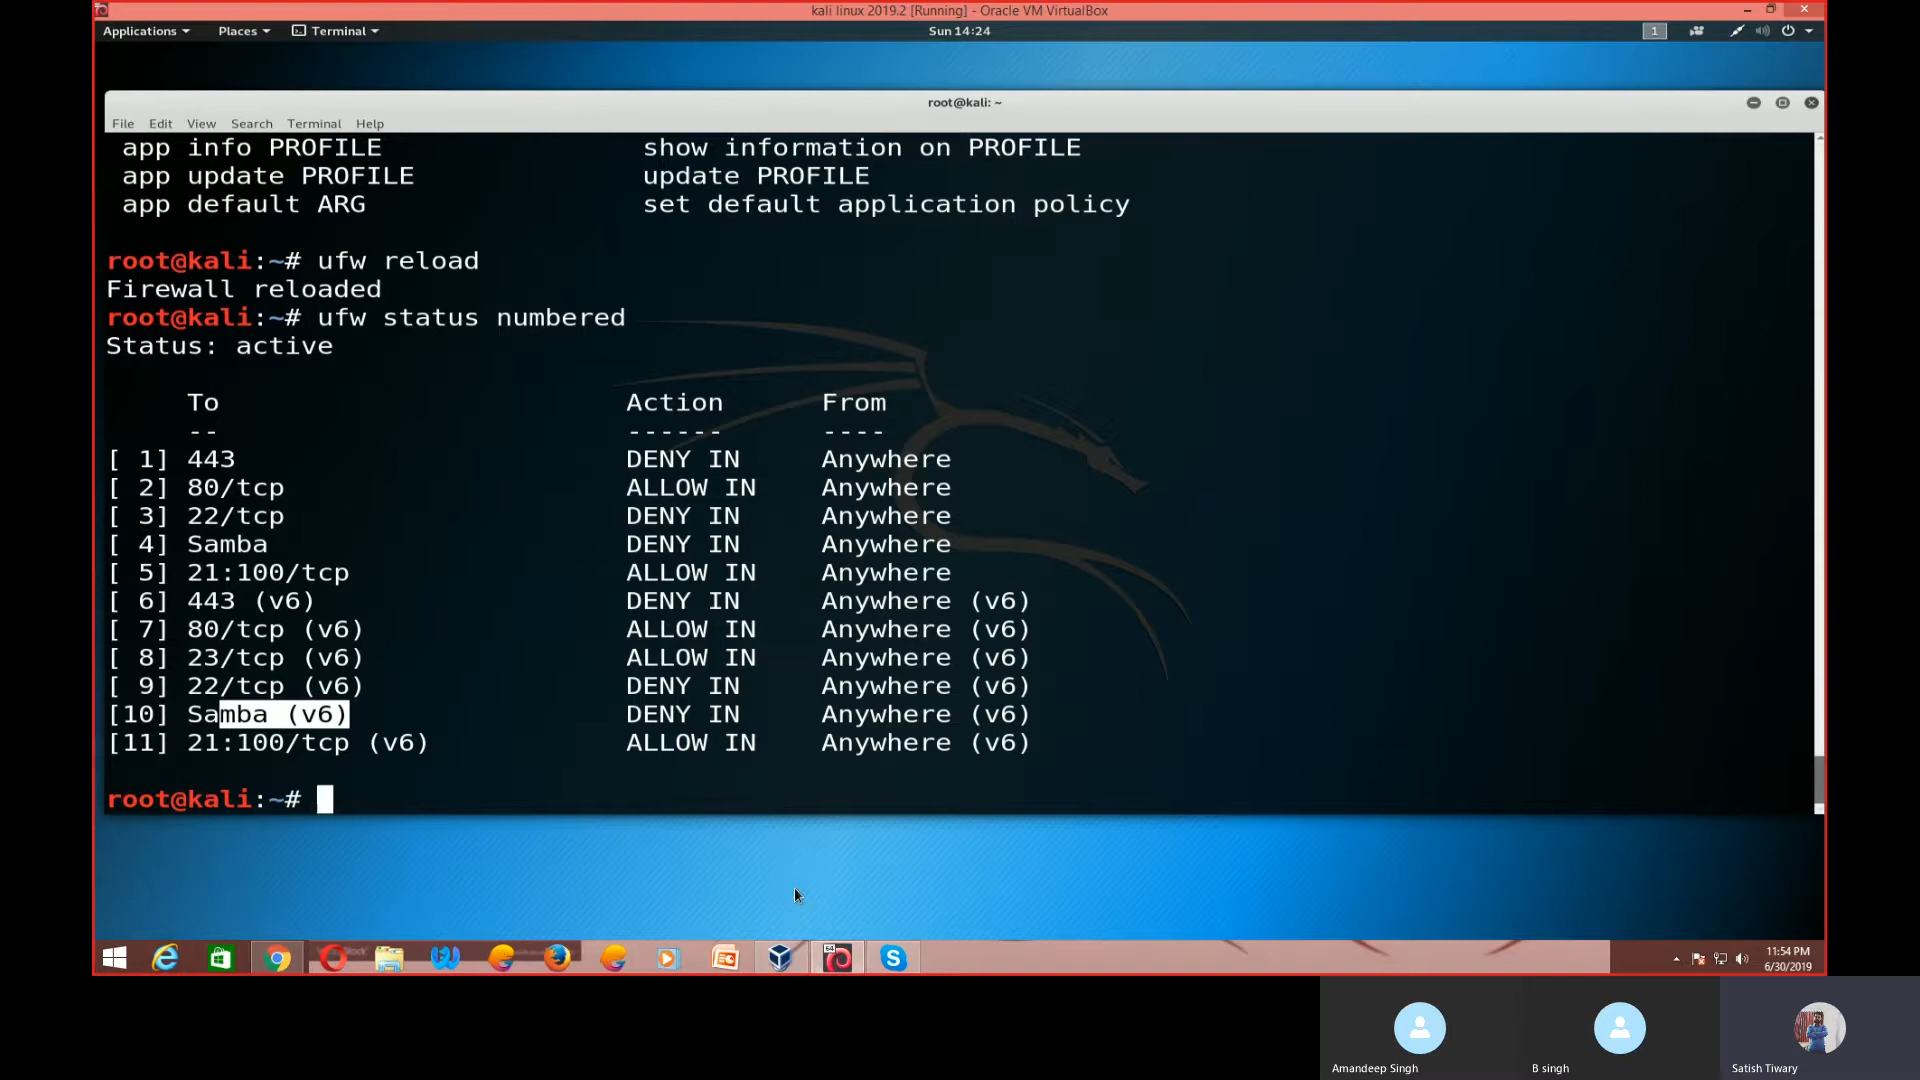 kali linux 2019.2 [Running] - Oracle VM VirtualBox
Applications Places Terminal Sun 14:24 1
root@kali: ~
File Edit View Search Terminal Help
app info PROFILE show information on PROFILE
app update PROFILE update PROFILE
app default ARG set default application policy
root@kali:~# ufw reload
Firewall reloaded
root@kali:~# ufw status numbered
Status: active
To Action From
-- ------ ----
[ 1] 443 DENY IN Anywhere
[ 2] 80/tcp ALLOW IN Anywhere
[ 3] 22/tcp DENY IN Anywhere
[ 4] Samba DENY IN Anywhere
[ 5] 21:100/tcp ALLOW IN Anywhere
[ 6] 443 (v6) DENY IN Anywhere (v6)
[ 7] 80/tcp (v6) ALLOW IN Anywhere (v6)
[ 8] 23/tcp (v6) ALLOW IN Anywhere (v6)
[ 9] 22/tcp (v6) DENY IN Anywhere (v6)
[10] Samba (v6) DENY IN Anywhere (v6)
[11] 21:100/tcp (v6) ALLOW IN Anywhere (v6)
root@kali:~#
64
11:54 PM
6/30/2019
Amandeep Singh B singh Satish Tiwary